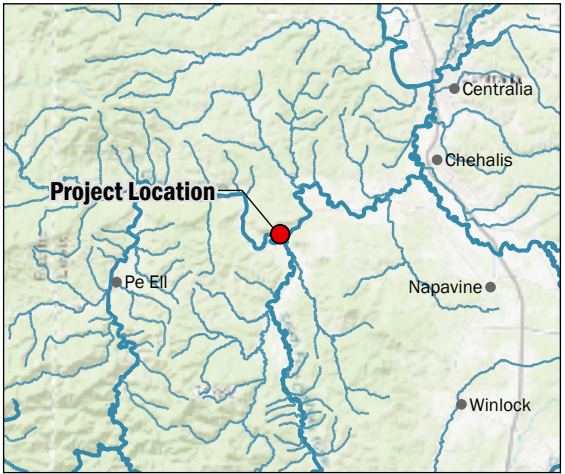 Centralia
Chehalis
Project Location
Pe Ell
Napavine
Winlock